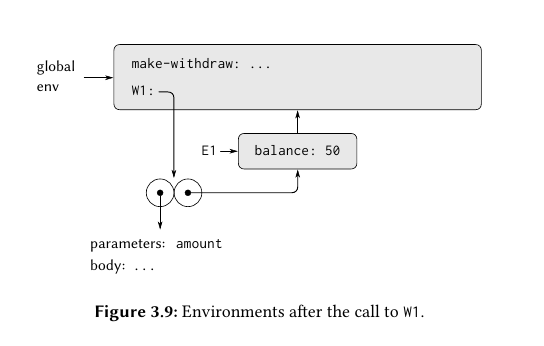 global
env
make-withdraw: ...
W1:
E1
balance: 50
parameters: amount
body: ...
Figure 3.9: Environments after the call to W1.